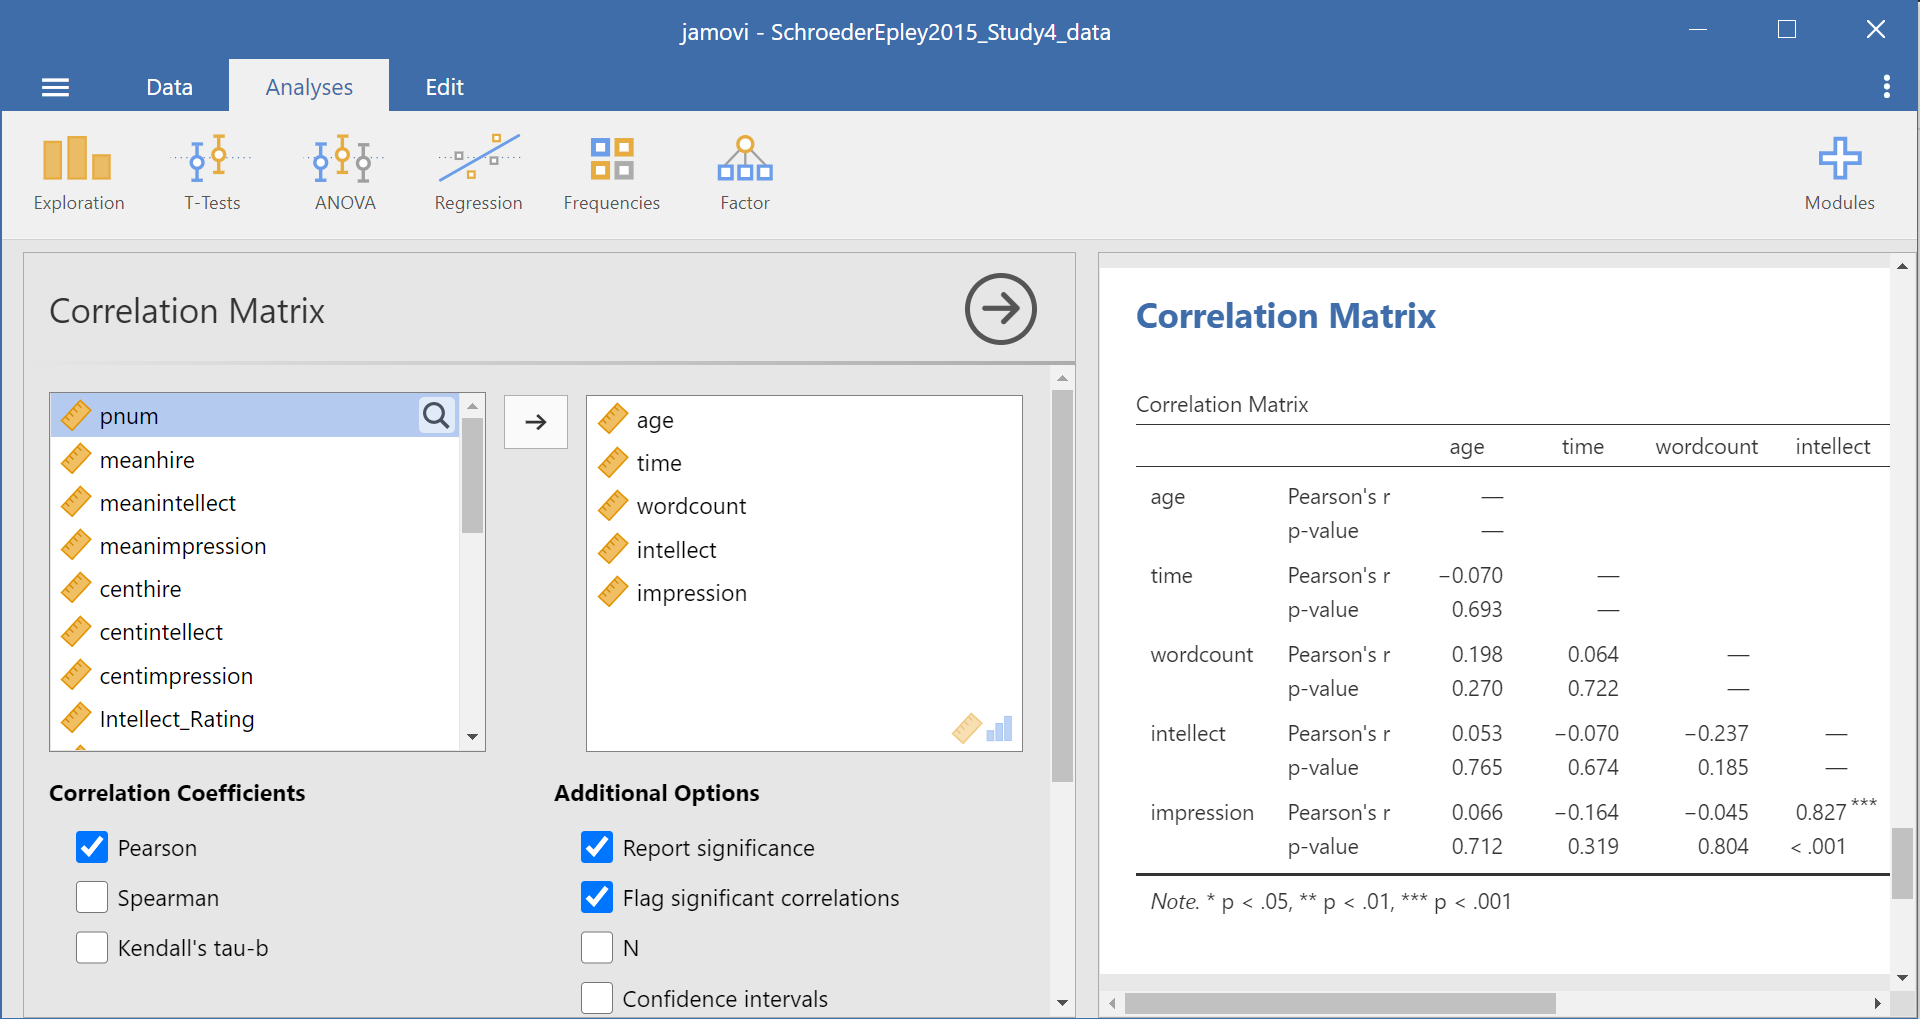 jamovi - SchroederEpley2015_Study4_data
Data Analyses Edit
Exploration T-Tests ANOVA Regression Frequencies Factor Modules
Correlation Matrix
pnum
meanhire
meanintellect
meanimpression
centhire
centintellect
centimpression
Intellect_Rating
age
time
wordcount
intellect
impression
Correlation Coefficients
Pearson
Spearman
Kendall's tau-b
Additional Options
Report significance
Flag significant correlations
N
Confidence intervals
Correlation Matrix
Correlation Matrix
age time wordcount intellect
age Pearson's r —
p-value —
time Pearson's r −0.070 —
p-value 0.693 —
wordcount Pearson's r 0.198 0.064 —
p-value 0.270 0.722 —
intellect Pearson's r 0.053 −0.070 −0.237 —
p-value 0.765 0.674 0.185 —
impression Pearson's r 0.066 −0.164 −0.045 0.827 ***
p-value 0.712 0.319 0.804 < .001
Note. * p < .05, ** p < .01, *** p < .001